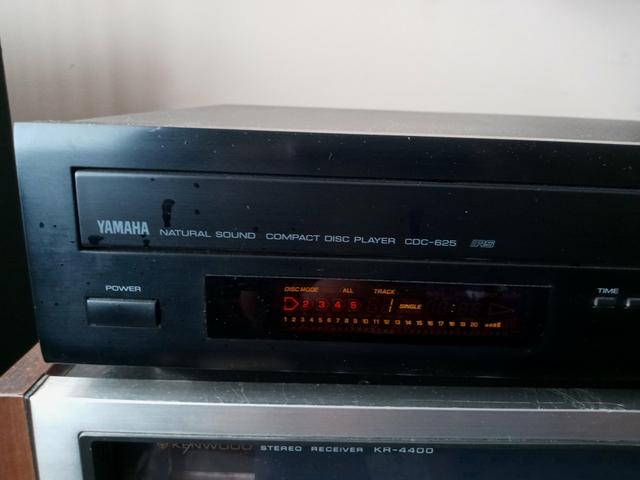 YAMAHA NATURAL SOUND COMPACT DISC PLAYER CDC-625 RS
POWER
TIME
DISC MODE ALL TRACK
2 3 4 5 1 SINGLE
1 2 3 4 5 6 7 8 9 10 11 12 13 14 15 16 17 18 19 20
KENWOOD STEREO RECEIVER KR-4400